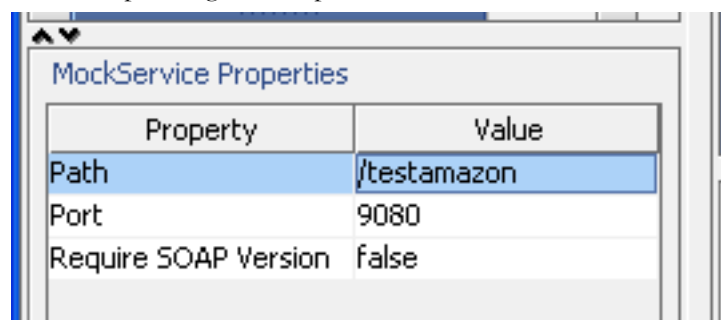 MockService Properties
Property Value
Path /testamazon
Port 9080
Require SOAP Version false